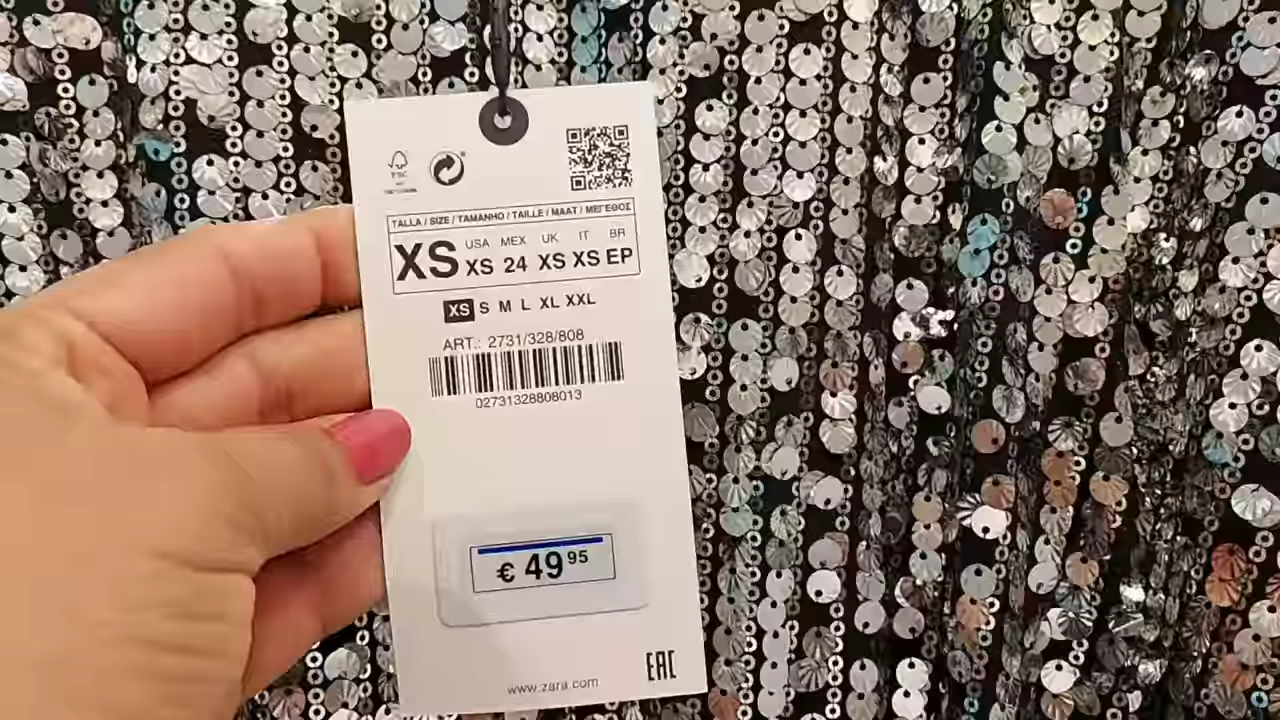 FSC
TALLA / SIZE / TAMANHO / TAILLE / MAAT / ΜΕΓΕΘΟΣ
XS USA MEX UK IT BR
XS 24 XS XS EP
XS S M L XL XXL
ART.: 2731/328/808
02731328808013
€ 49 95
www.zara.com
EAC